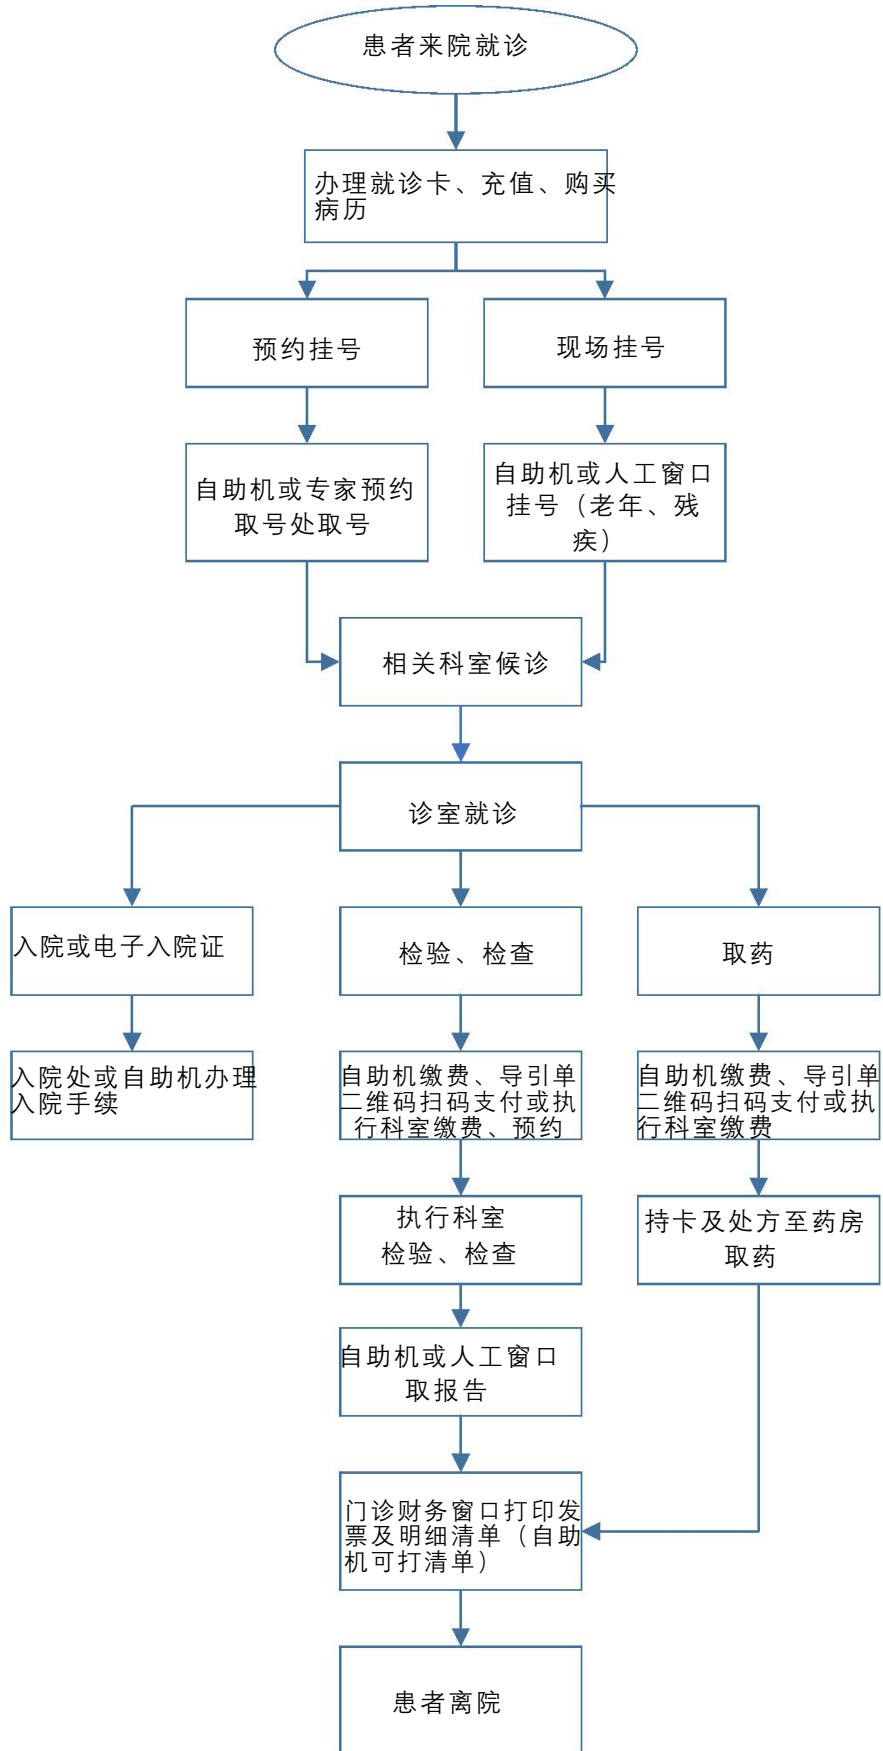 患者来院就诊
办理就诊卡、充值、购买
病历
预约挂号
现场挂号
自助机或专家预约
取号处取号
自助机或人工窗口
挂号（老年、残
疾）
相关科室候诊
诊室就诊
入院或电子入院证
检验、检查
取药
入院处或自助机办理
入院手续
自助机缴费、导引单
二维码扫码支付或执
行科室缴费、预约
自助机缴费、导引单
二维码扫码支付或执
行科室缴费
执行科室
检验、检查
持卡及处方至药房
取药
自助机或人工窗口
取报告
门诊财务窗口打印发
票及明细清单（自助
机可打清单）
患者离院